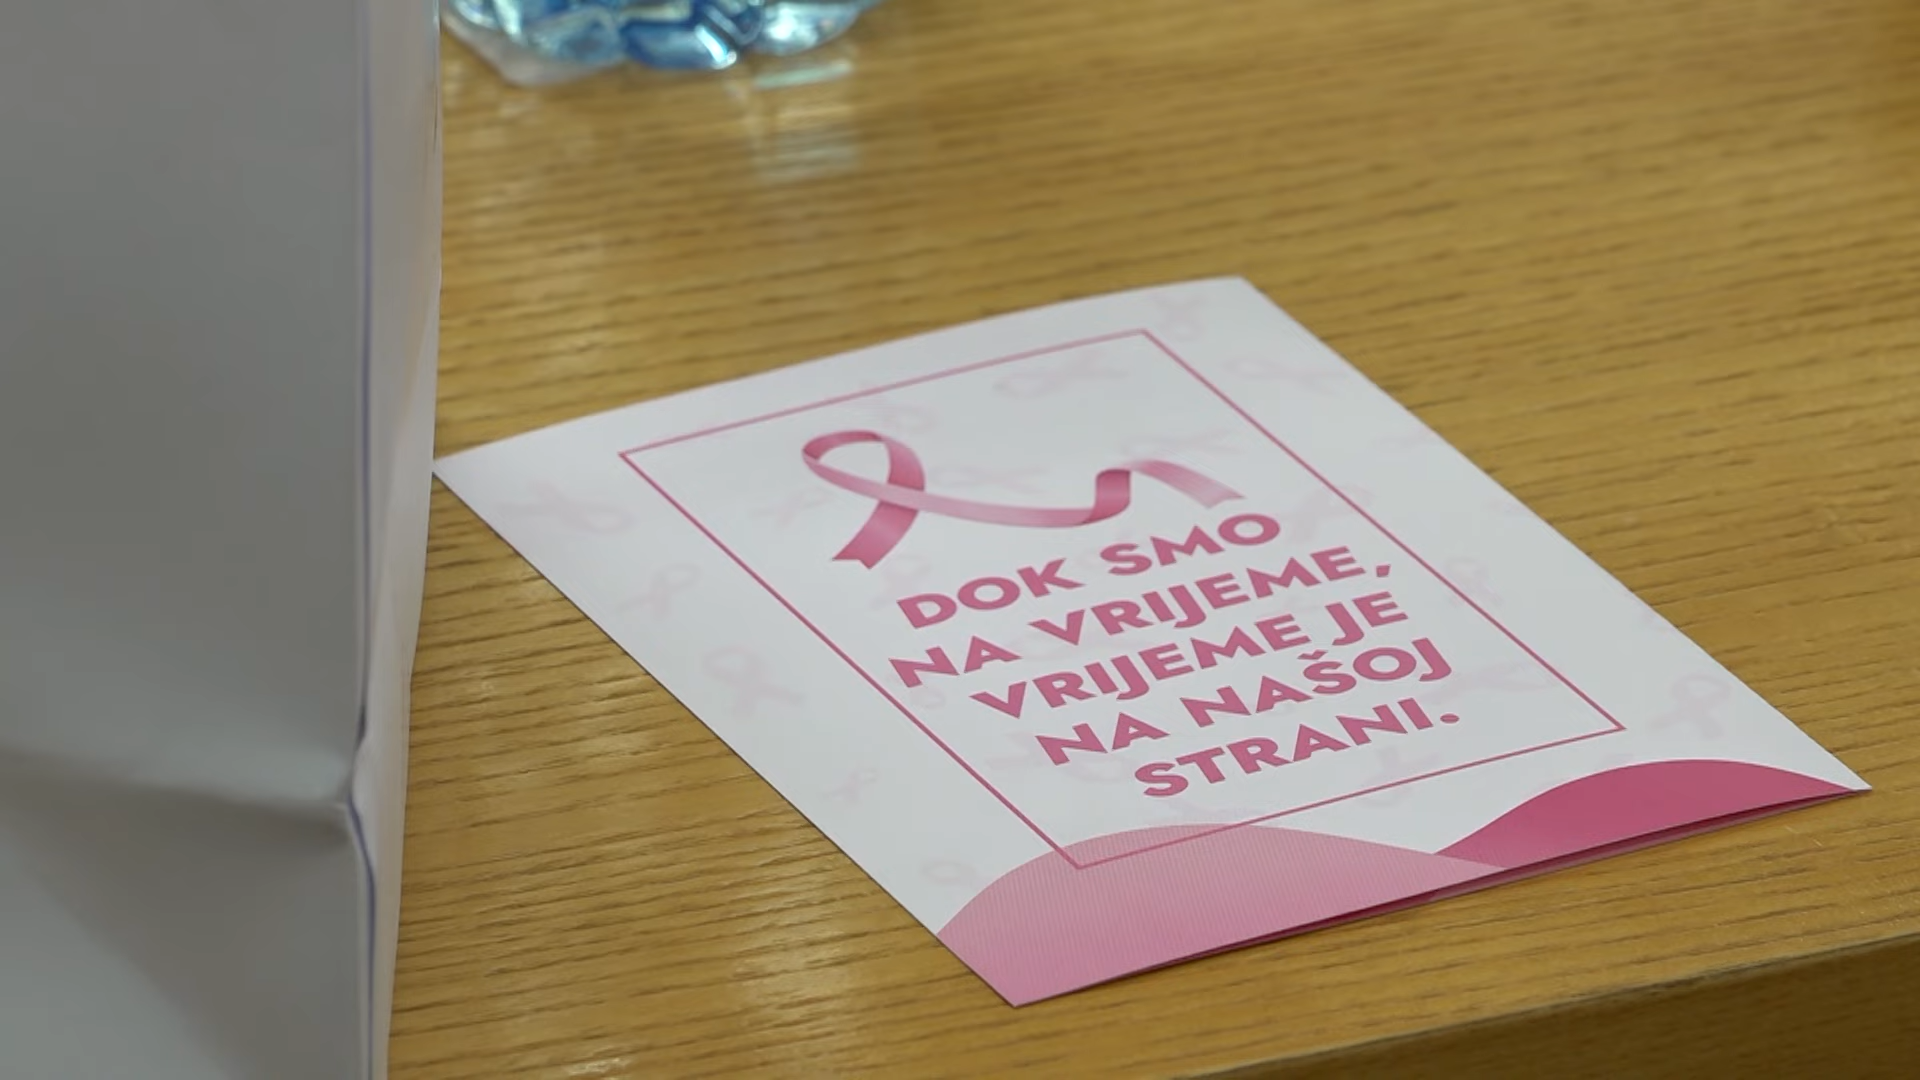 DOK SMO
NA VRIJEME,
VRIJEME JE
NA NAŠOJ
STRANI.